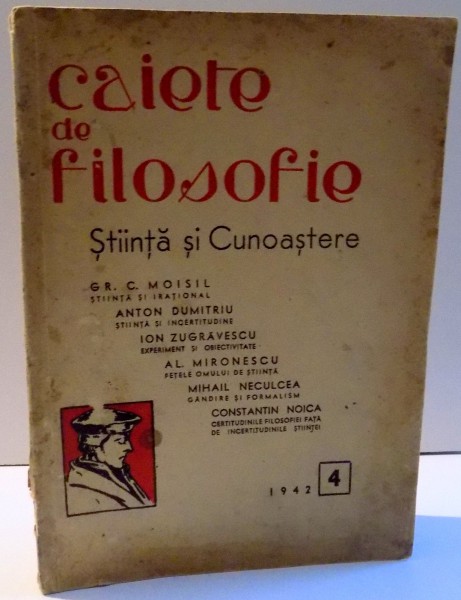 caiete
de
filosofie
Știință și Cunoaștere
GR. C. MOISIL
ȘTIINȚĂ ȘI IRAȚIONAL
ANTON DUMITRIU
ȘTIINȚĂ ȘI INCERTITUDINE
ION ZUGRĂVESCU
EXPERIMENT ȘI OBIECTIVITATE
AL. MIRONESCU
FEȚELE OMULUI DE ȘTIINȚĂ
MIHAIL NECULCEA
GÂNDIRE ȘI FORMALISM
CONSTANTIN NOICA
CERTITUDINILE FILOSOFIEI FAȚĂ
DE INCERTITUDINILE ȘTIINȚEI
1942 4